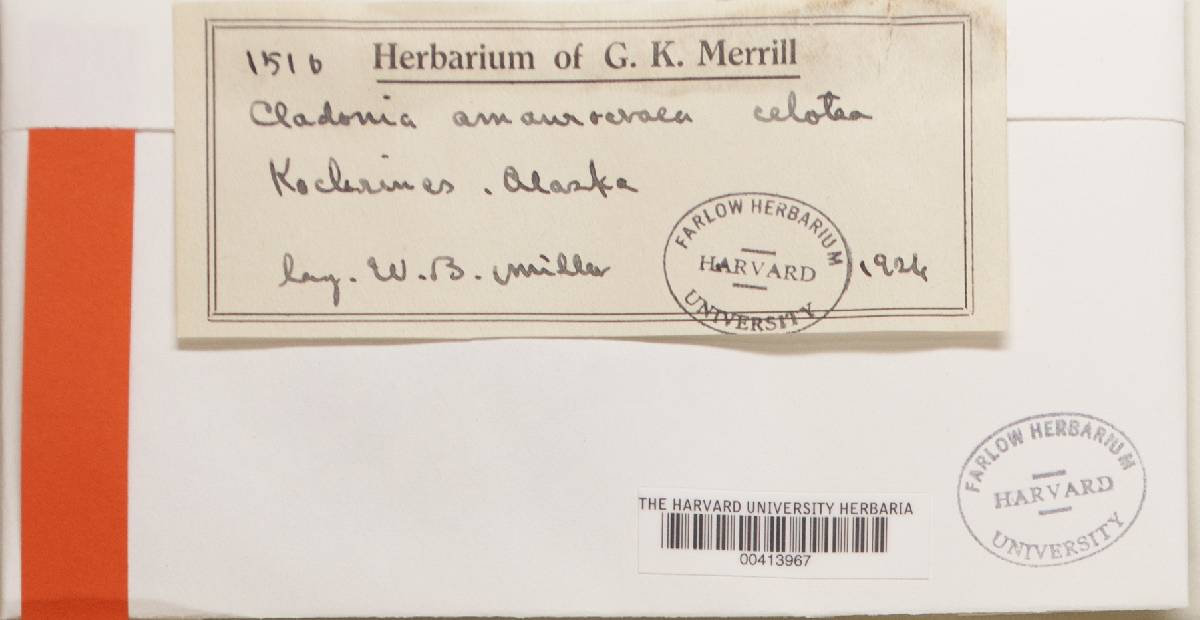 1516 Herbarium of G. K. Merrill
Cladonia amaurocraea celotea
Alaska
leg. W. B. Miller 1924
FARLOW HERBARIUM
HARVARD
UNIVERSITY
FARLOW HERBARIUM
HARVARD
UNIVERSITY
THE HARVARD UNIVERSITY HERBARIA
00413967